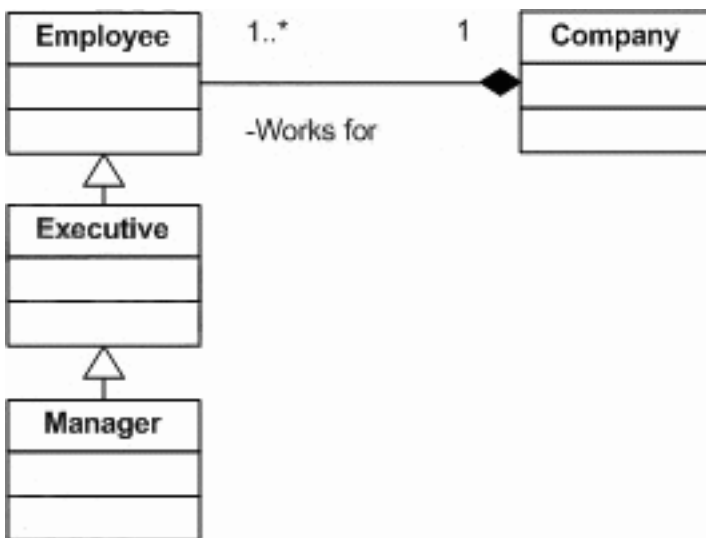 Employee
1..*
1
Company
-Works for
Executive
Manager